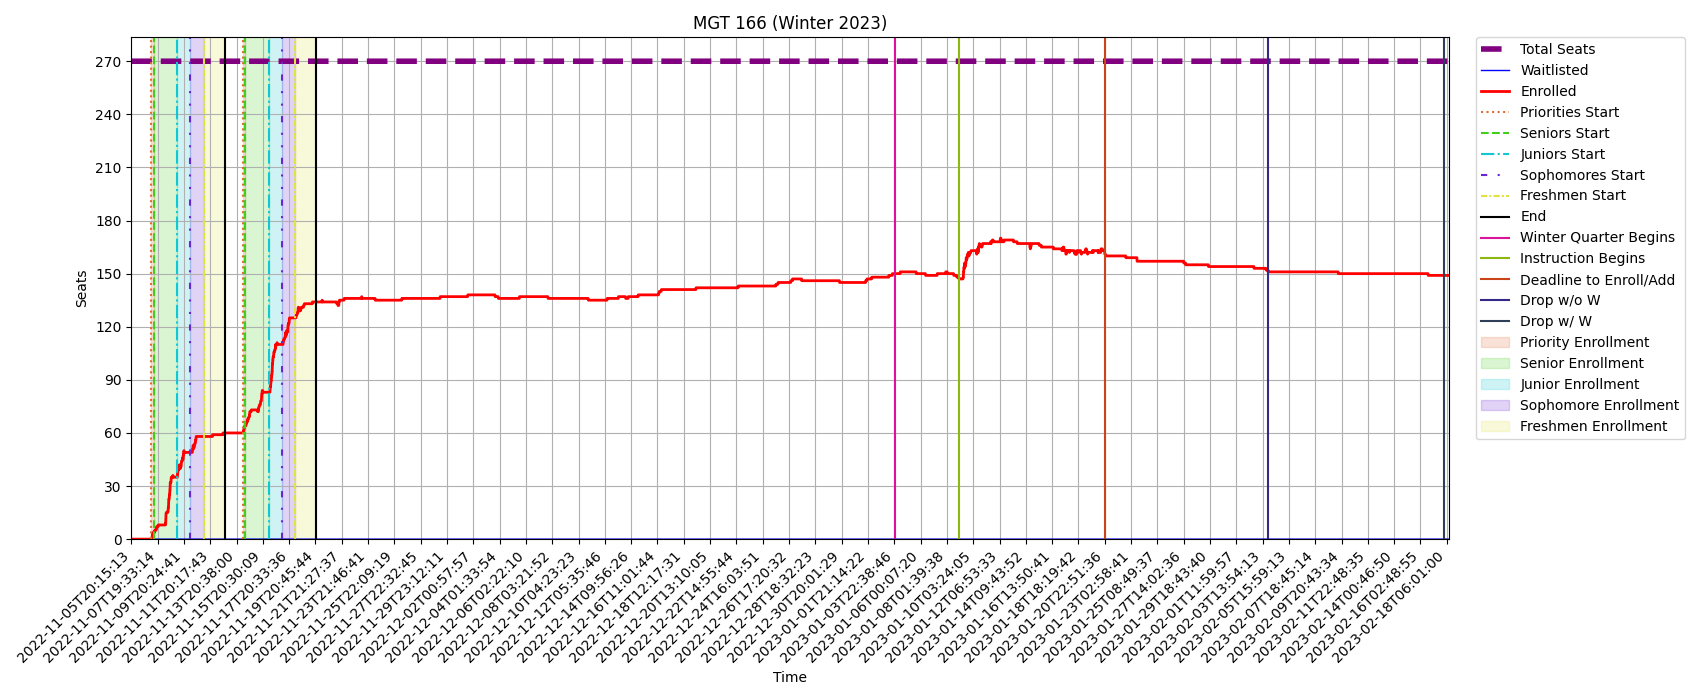 MGT 166 (Winter 2023)
Seats
270
240
210
180
150
120
90
60
30
0
2022-11-05T20:15:13
2022-11-07T19:33:14
2022-11-09T20:24:41
2022-11-11T20:17:43
2022-11-13T20:38:00
2022-11-15T20:30:09
2022-11-17T20:33:36
2022-11-19T20:45:44
2022-11-21T21:27:37
2022-11-23T21:46:41
2022-11-25T22:09:19
2022-11-27T22:32:45
2022-11-29T23:12:11
2022-12-02T00:57:57
2022-12-04T01:33:54
2022-12-06T02:22:10
2022-12-08T03:21:52
2022-12-10T04:23:23
2022-12-12T05:35:46
2022-12-14T09:56:26
2022-12-16T11:01:44
2022-12-18T12:17:31
2022-12-20T13:10:05
2022-12-22T14:55:44
2022-12-24T16:03:51
2022-12-26T17:20:32
2022-12-28T18:32:23
2022-12-30T20:01:29
2023-01-01T21:14:22
2023-01-03T22:38:46
2023-01-06T00:07:20
2023-01-08T01:39:38
2023-01-10T03:24:05
2023-01-12T06:53:33
2023-01-14T09:43:52
2023-01-16T13:50:41
2023-01-18T18:19:42
2023-01-20T22:51:36
2023-01-23T02:58:41
2023-01-25T08:49:37
2023-01-27T14:02:36
2023-01-29T18:43:40
2023-02-01T11:59:57
2023-02-03T13:54:13
2023-02-05T15:59:13
2023-02-07T18:45:14
2023-02-09T20:43:34
2023-02-11T22:48:35
2023-02-14T00:46:50
2023-02-16T02:48:55
2023-02-18T06:01:00
Time
Total Seats
Waitlisted
Enrolled
Priorities Start
Seniors Start
Juniors Start
Sophomores Start
Freshmen Start
End
Winter Quarter Begins
Instruction Begins
Deadline to Enroll/Add
Drop w/o W
Drop w/ W
Priority Enrollment
Senior Enrollment
Junior Enrollment
Sophomore Enrollment
Freshmen Enrollment